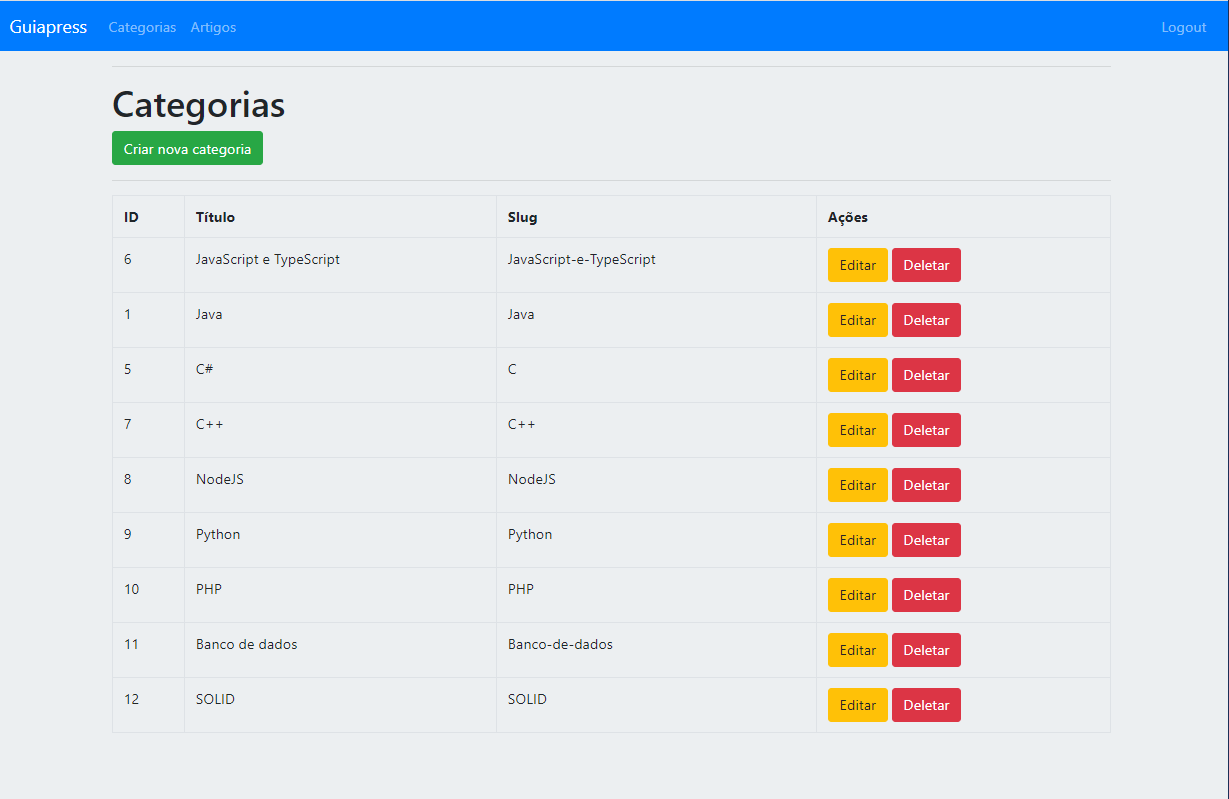 Guiapress Categorias Artigos Logout
Categorias
Criar nova categoria
ID Título Slug Ações
6 JavaScript e TypeScript JavaScript-e-TypeScript Editar Deletar
1 Java Java Editar Deletar
5 C# C Editar Deletar
7 C++ C++ Editar Deletar
8 NodeJS NodeJS Editar Deletar
9 Python Python Editar Deletar
10 PHP PHP Editar Deletar
11 Banco de dados Banco-de-dados Editar Deletar
12 SOLID SOLID Editar Deletar